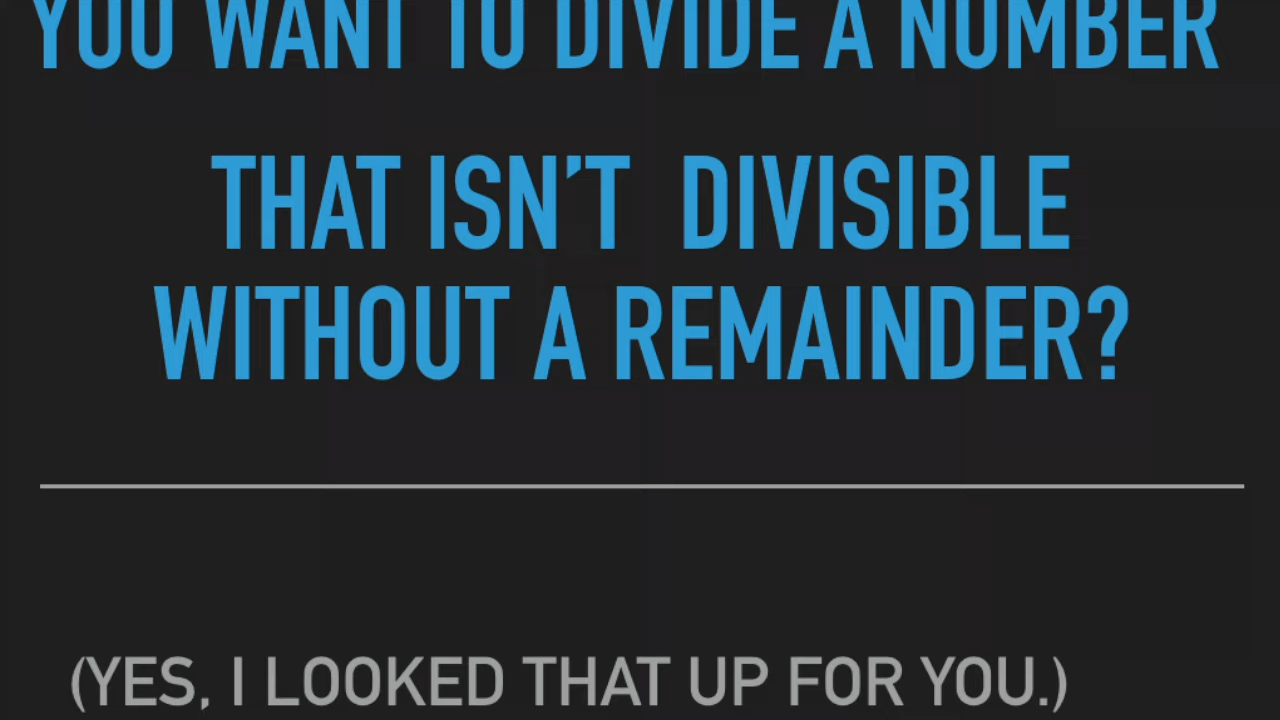 YOU WANT TO DIVIDE A NUMBER
THAT ISN’T  DIVISIBLE
WITHOUT A REMAINDER?
(YES, I LOOKED THAT UP FOR YOU.)